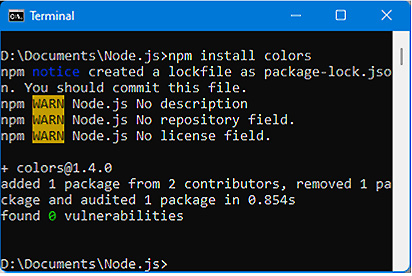 Terminal
D:\Documents\Node.js>npm install colors
npm notice created a lockfile as package-lock.jso
n. You should commit this file.
npm WARN Node.js No description
npm WARN Node.js No repository field.
npm WARN Node.js No license field.
+ colors@1.4.0
added 1 package from 2 contributors, removed 1 pa
ckage and audited 1 package in 0.854s
found 0 vulnerabilities
D:\Documents\Node.js>